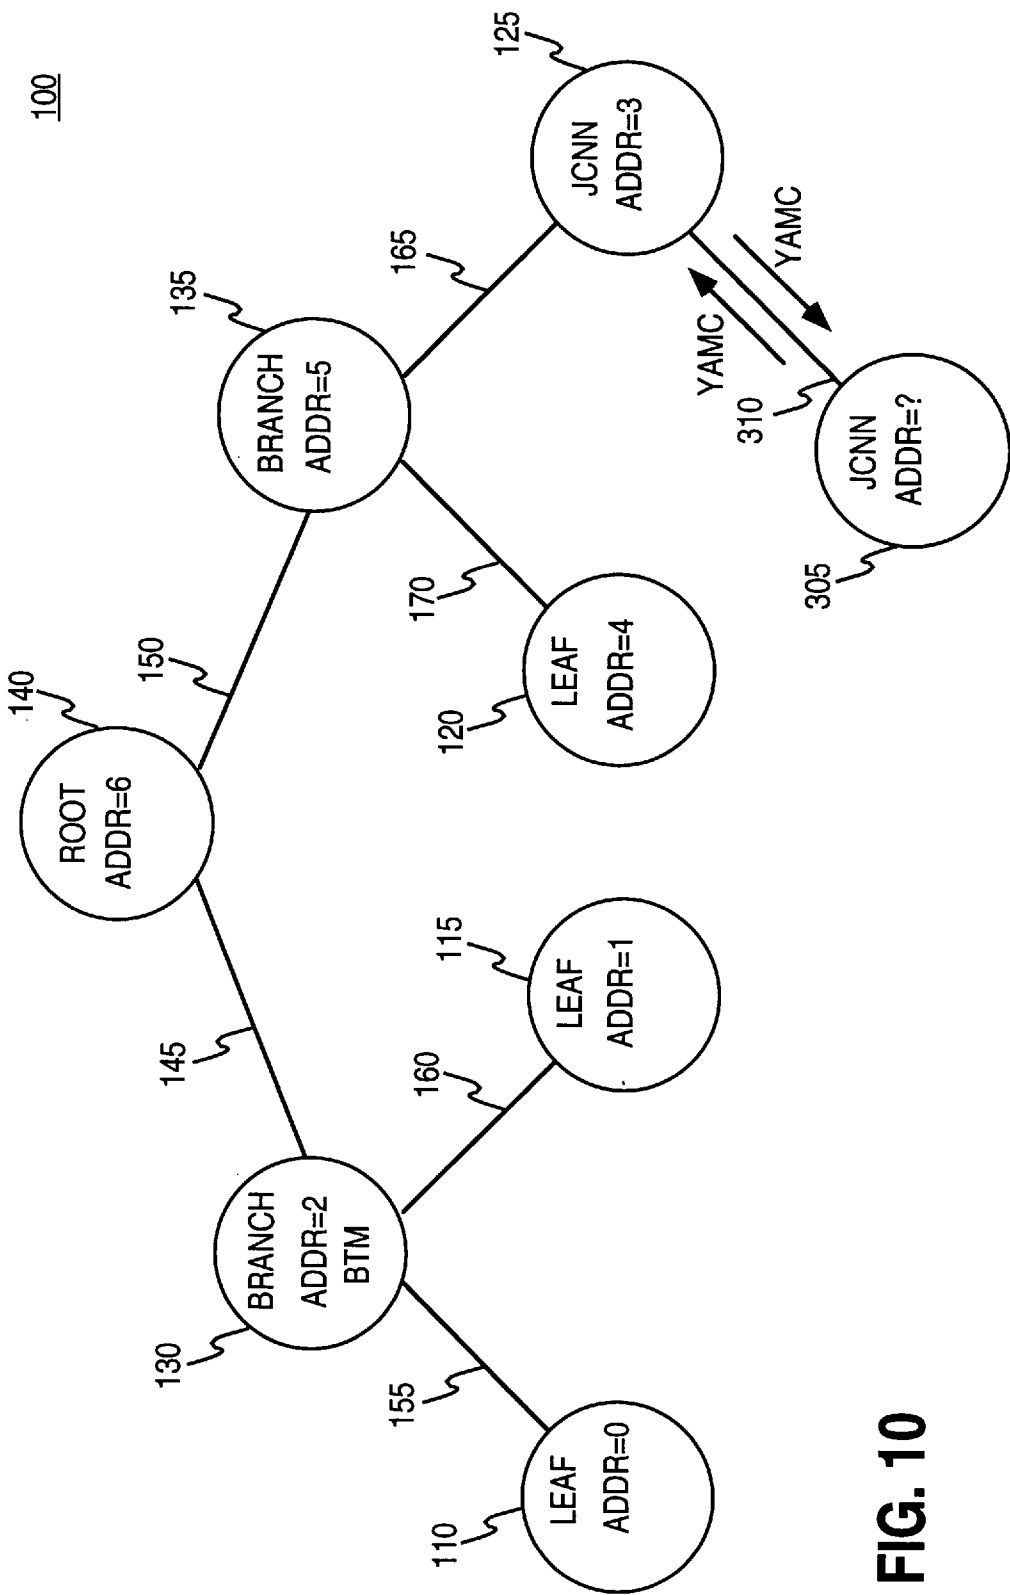 100
140
ROOT
ADDR=6
145
150
130
BRANCH
ADDR=2
BTM
135
BRANCH
ADDR=5
155
160
170
165
110
LEAF
ADDR=0
115
LEAF
ADDR=1
120
LEAF
ADDR=4
125
JCNN
ADDR=3
YAMC
YAMC
310
305
JCNN
ADDR=?
FIG. 10